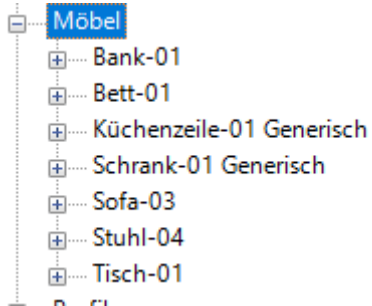 Möbel
Bank-01
Bett-01
Küchenzeile-01 Generisch
Schrank-01 Generisch
Sofa-03
Stuhl-04
Tisch-01